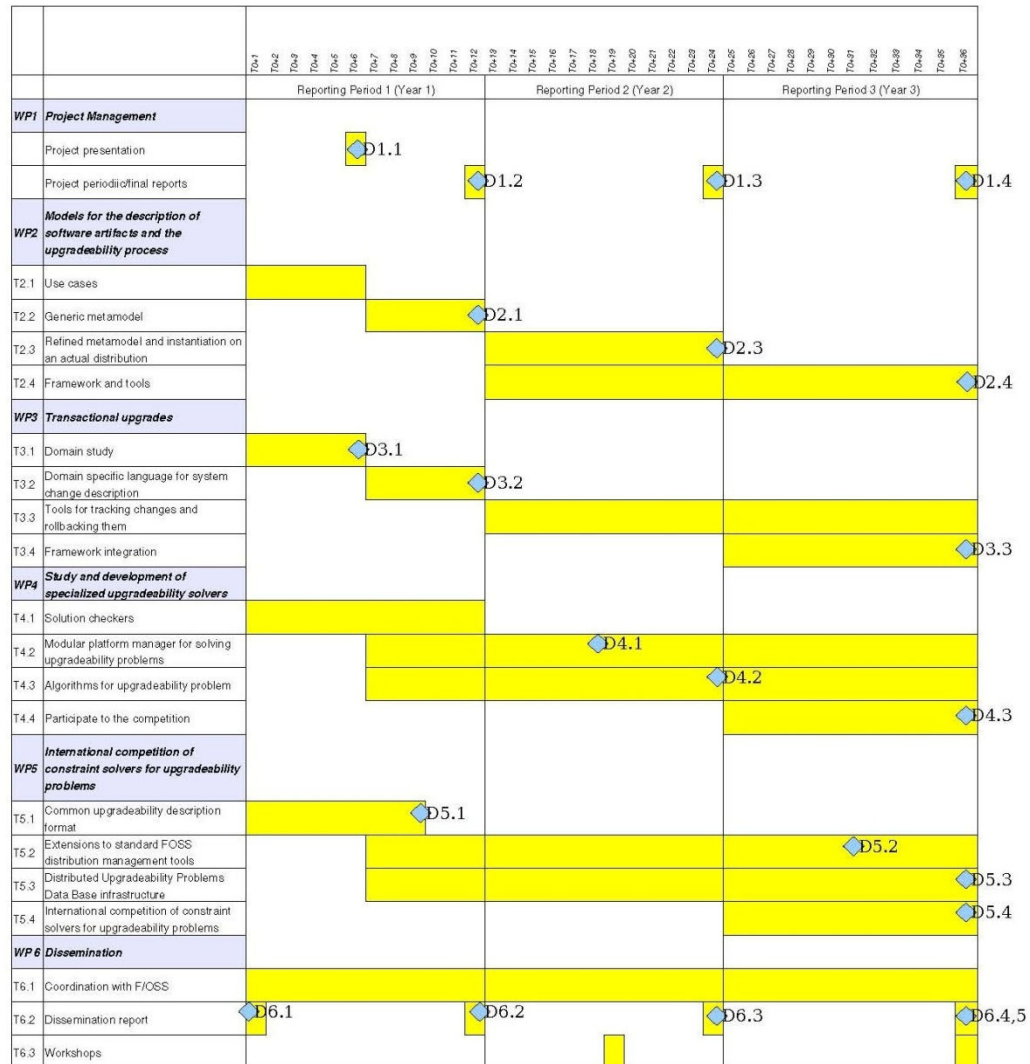 T0+1 T0+2 T0+3 T0+4 T0+5 T0+6 T0+7 T0+8 T0+9 T0+10 T0+11 T0+12 T0+13 T0+14 T0+15 T0+16 T0+17 T0+18 T0+19 T0+20 T0+21 T0+22 T0+23 T0+24 T0+25 T0+26 T0+27 T0+28 T0+29 T0+30 T0+31 T0+32 T0+33 T0+34 T0+35 T0+36
Reporting Period 1 (Year 1) Reporting Period 2 (Year 2) Reporting Period 3 (Year 3)
WP1 Project Management
Project presentation D1.1
Project periodiic/final reports D1.2 D1.3 D1.4
Models for the description of
WP2 software artifacts and the
upgradeability process
T2.1 Use cases
T2.2 Generic metamodel D2.1
T2.3 Refined metamodel and instantiation on
an actual distribution D2.3
T2.4 Framework and tools D2.4
WP3 Transactional upgrades
T3.1 Domain study D3.1
T3.2 Domain specific language for system
change description D3.2
T3.3 Tools for tracking changes and
rollbacking them
T3.4 Framework integration D3.3
WP4 Study and development of
specialized upgradeability solvers
T4.1 Solution checkers
T4.2 Modular platform manager for solving
upgradeability problems D4.1
T4.3 Algorithms for upgradeability problem D4.2
T4.4 Participate to the competition D4.3
International competition of
WP5 constraint solvers for upgradeability
problems
T5.1 Common upgradeability description
format D5.1
T5.2 Extensions to standard FOSS
distribution management tools D5.2
T5.3 Distributed Upgradeability Problems
Data Base infrastructure D5.3
T5.4 International competition of constraint
solvers for upgradeability problems D5.4
WP 6 Dissemination
T6.1 Coordination with F/OSS
T6.2 Dissemination report D6.1 D6.2 D6.3 D6.4,5
T6.3 Workshops